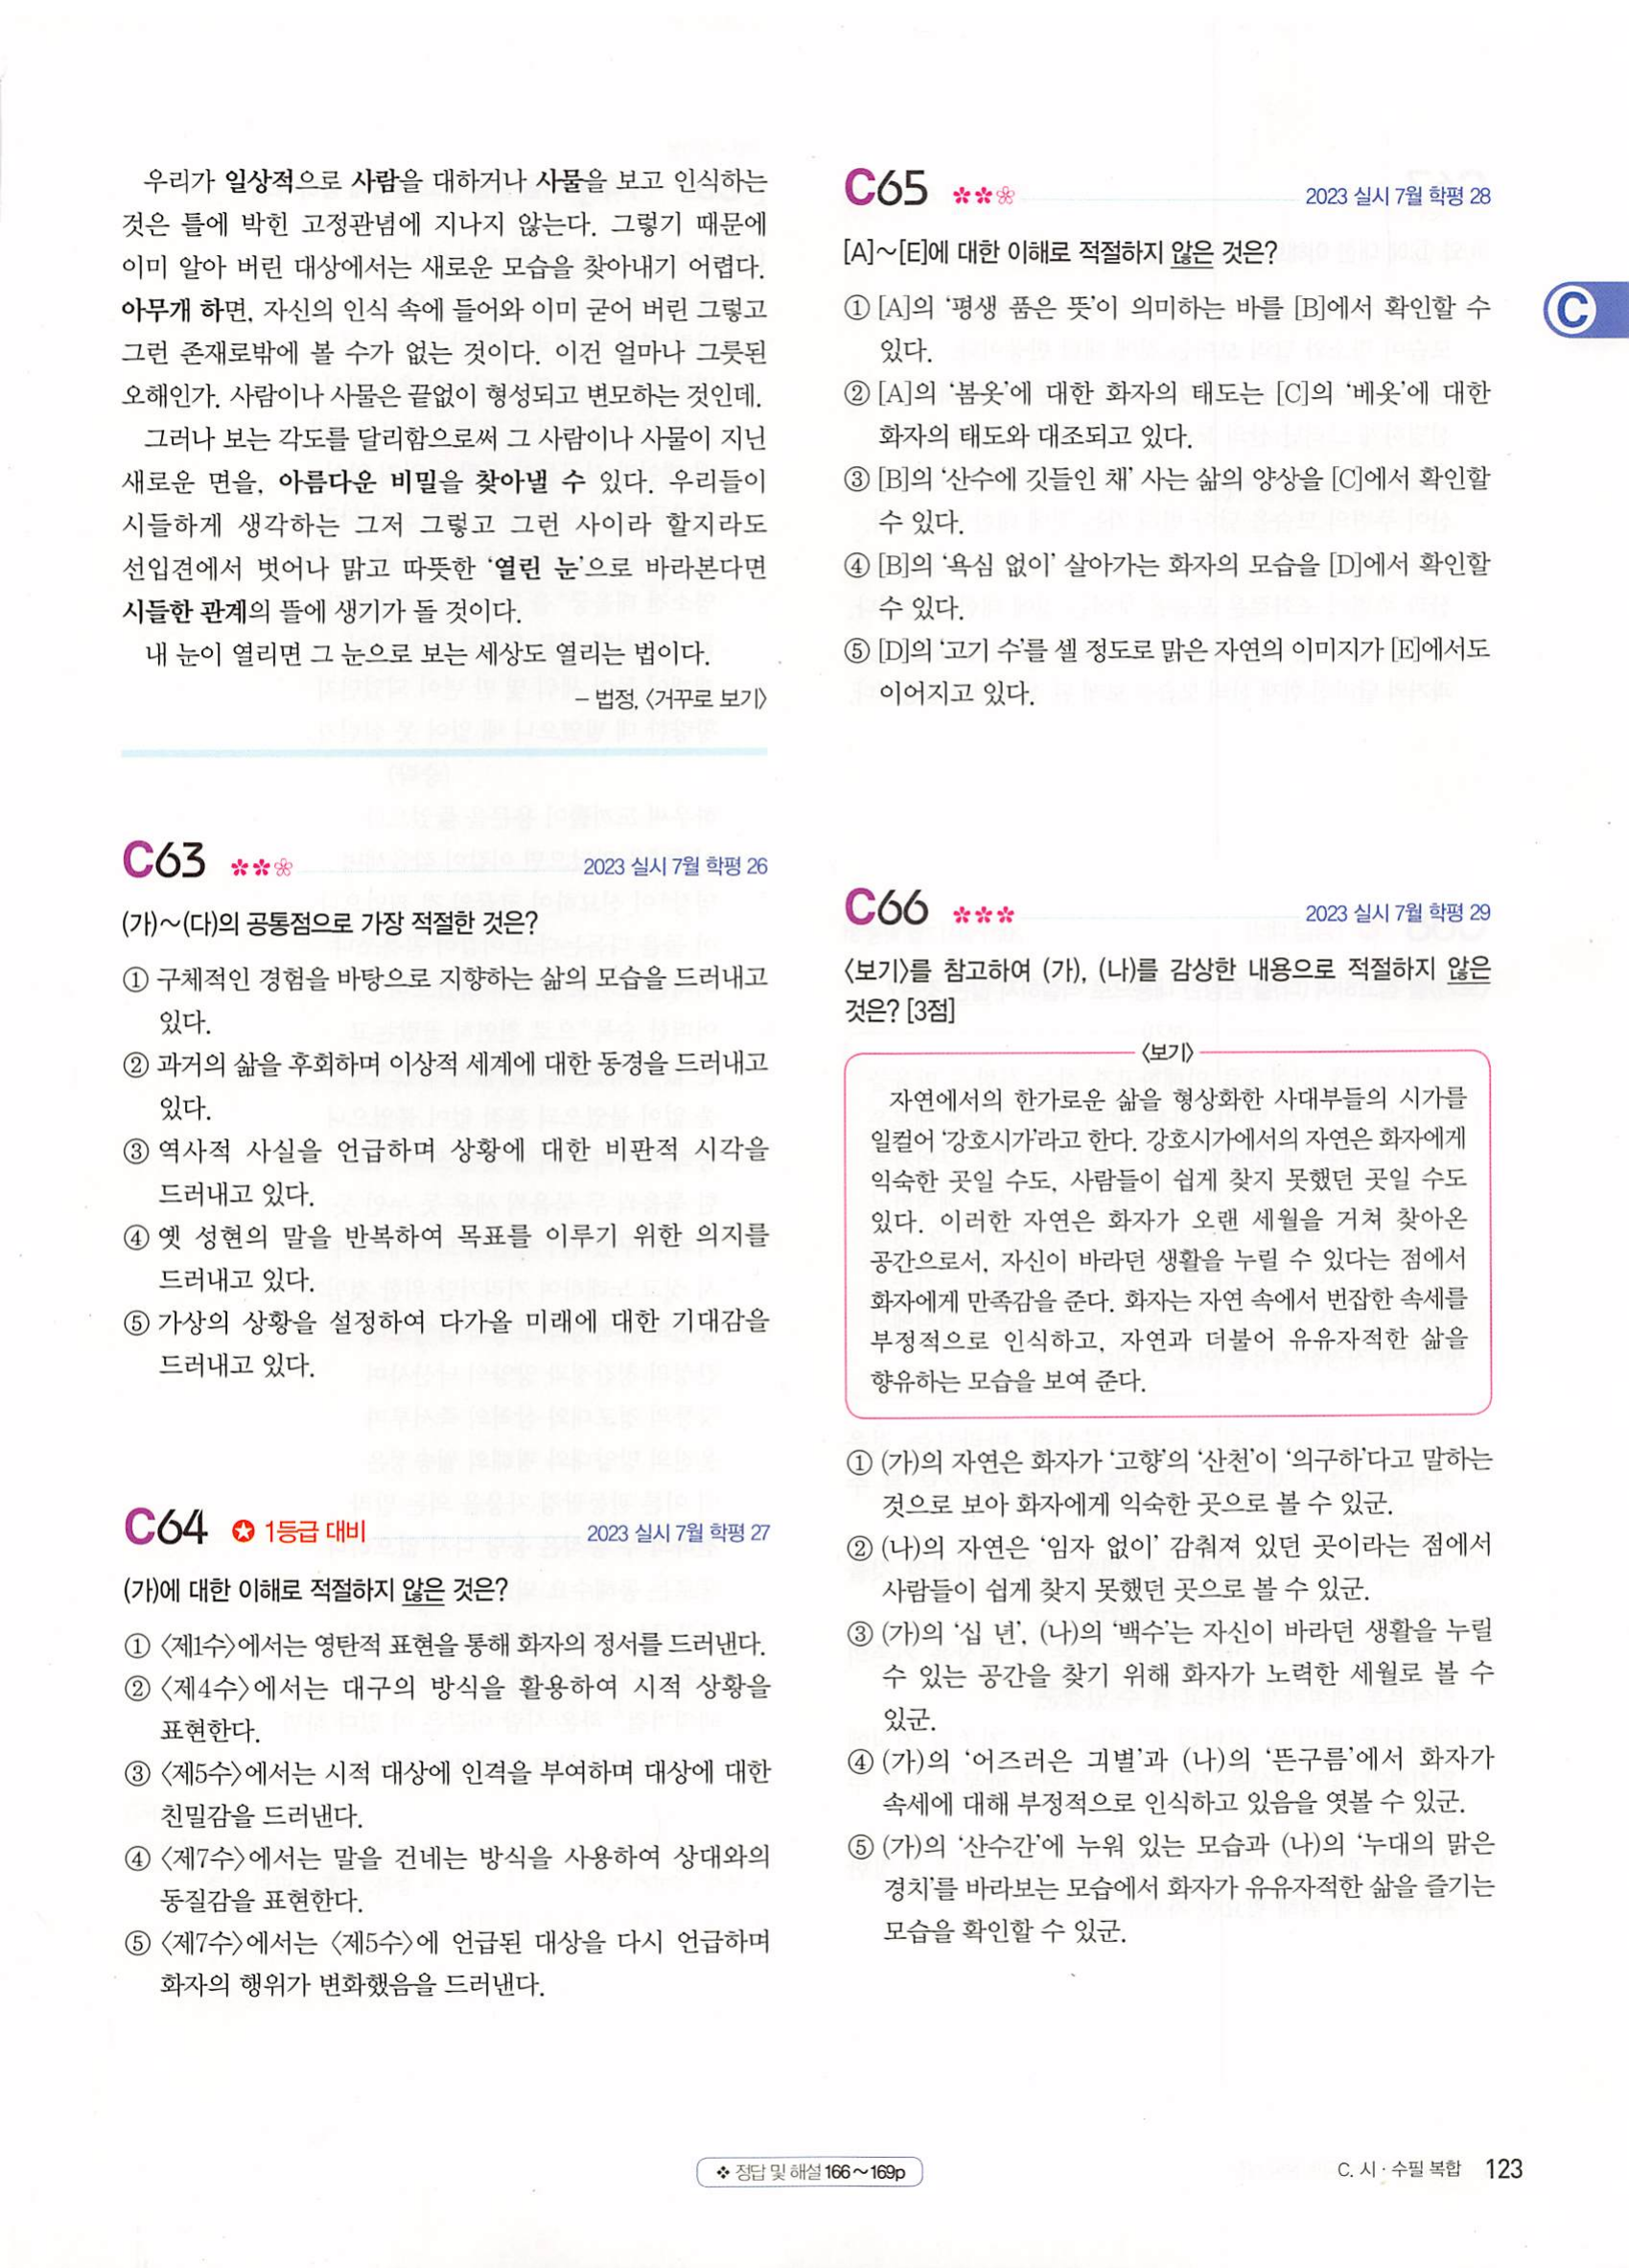 우리가 일상적으로 사람을 대하거나 사물을 보고 인식하는
것은 틀에 박힌 고정관념에 지나지 않는다. 그렇기 때문에
이미 알아 버린 대상에서는 새로운 모습을 찾아내기 어렵다.
아무개 하면, 자신의 인식 속에 들어와 이미 굳어 버린 그렇고
그런 존재로밖에 볼 수가 없는 것이다. 이건 얼마나 그릇된
오해인가. 사람이나 사물은 끝없이 형성되고 변모하는 것인데.
그러나 보는 각도를 달리함으로써 그 사람이나 사물이 지닌
새로운 면을, 아름다운 비밀을 찾아낼 수 있다. 우리들이
시들하게 생각하는 그저 그렇고 그런 사이라 할지라도
선입견에서 벗어나 맑고 따뜻한 ‘열린 눈’으로 바라본다면
시들한 관계의 뜰에 생기가 돌 것이다.
내 눈이 열리면 그 눈으로 보는 세상도 열리는 법이다.
- 법정, 〈거꾸로 보기〉
C63 2023 실시 7월 학평 26
(가)~(다)의 공통점으로 가장 적절한 것은?
① 구체적인 경험을 바탕으로 지향하는 삶의 모습을 드러내고
있다.
② 과거의 삶을 후회하며 이상적 세계에 대한 동경을 드러내고
있다.
③ 역사적 사실을 언급하며 상황에 대한 비판적 시각을
드러내고 있다.
④ 옛 성현의 말을 반복하여 목표를 이루기 위한 의지를
드러내고 있다.
⑤ 가상의 상황을 설정하여 다가올 미래에 대한 기대감을
드러내고 있다.
C64 1등급 대비 2023 실시 7월 학평 27
(가)에 대한 이해로 적절하지 않은 것은?
① 〈제1수〉에서는 영탄적 표현을 통해 화자의 정서를 드러낸다.
② 〈제4수〉에서는 대구의 방식을 활용하여 시적 상황을
표현한다.
③ 〈제5수〉에서는 시적 대상에 인격을 부여하며 대상에 대한
친밀감을 드러낸다.
④ 〈제7수〉에서는 말을 건네는 방식을 사용하여 상대와의
동질감을 표현한다.
⑤ 〈제7수〉에서는 〈제5수〉에 언급된 대상을 다시 언급하며
화자의 행위가 변화했음을 드러낸다.
C65 2023 실시 7월 학평 28
[A]~[E]에 대한 이해로 적절하지 않은 것은?
① [A]의 ‘평생 품은 뜻’이 의미하는 바를 [B]에서 확인할 수
있다.
② [A]의 ‘봄옷’에 대한 화자의 태도는 [C]의 ‘베옷’에 대한
화자의 태도와 대조되고 있다.
③ [B]의 ‘산수에 깃들인 채’ 사는 삶의 양상을 [C]에서 확인할
수 있다.
④ [B]의 ‘욕심 없이’ 살아가는 화자의 모습을 [D]에서 확인할
수 있다.
⑤ [D]의 ‘고기 수’를 셀 정도로 맑은 자연의 이미지가 [E]에서도
이어지고 있다.
C
C66 2023 실시 7월 학평 29
〈보기〉를 참고하여 (가), (나)를 감상한 내용으로 적절하지 않은
것은? [3점]
〈보기〉
자연에서의 한가로운 삶을 형상화한 사대부들의 시가를
일컬어 ‘강호시가’라고 한다. 강호시가에서의 자연은 화자에게
익숙한 곳일 수도, 사람들이 쉽게 찾지 못했던 곳일 수도
있다. 이러한 자연은 화자가 오랜 세월을 거쳐 찾아온
공간으로서, 자신이 바라던 생활을 누릴 수 있다는 점에서
화자에게 만족감을 준다. 화자는 자연 속에서 번잡한 속세를
부정적으로 인식하고, 자연과 더불어 유유자적한 삶을
향유하는 모습을 보여 준다.
① (가)의 자연은 화자가 ‘고향’의 ‘산천’이 ‘의구하’다고 말하는
것으로 보아 화자에게 익숙한 곳으로 볼 수 있군.
② (나)의 자연은 ‘임자 없이’ 감춰져 있던 곳이라는 점에서
사람들이 쉽게 찾지 못했던 곳으로 볼 수 있군.
③ (가)의 ‘십 년’, (나)의 ‘백수’는 자신이 바라던 생활을 누릴
수 있는 공간을 찾기 위해 화자가 노력한 세월로 볼 수
있군.
④ (가)의 ‘어즈러은 긔별’과 (나)의 ‘뜬구름’에서 화자가
속세에 대해 부정적으로 인식하고 있음을 엿볼 수 있군.
⑤ (가)의 ‘산수간’에 누워 있는 모습과 (나)의 ‘누대의 맑은
경치’를 바라보는 모습에서 화자가 유유자적한 삶을 즐기는
모습을 확인할 수 있군.
❖ 정답 및 해설 166~169p
C. 시·수필 복합 123